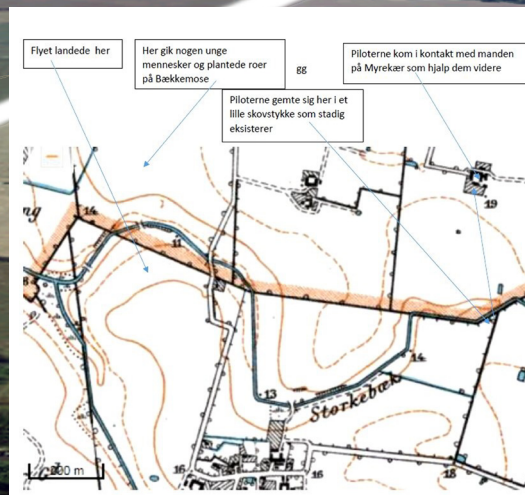 Flyet landede her
Her gik nogen unge
mennesker og plantede roer
på Bækkemose
gg
Piloterne kom i kontakt med manden
på Myrekær som hjalp dem videre
Piloterne gemte sig her i et
lille skovstykke som stadig
eksisterer
14
11
19
13
Storkebæk
14
16
16
18